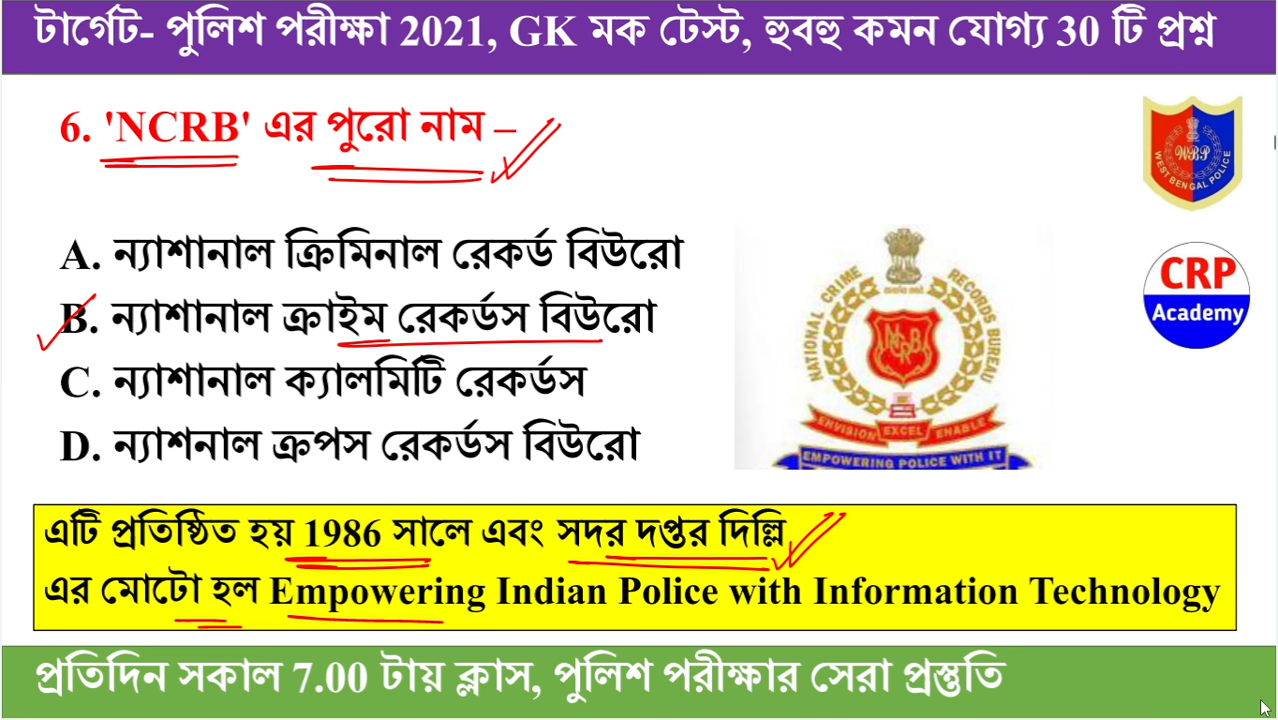 টার্গেট- পুলিশ পরীক্ষা 2021, GK মক টেস্ট, হুবহু কমন যোগ্য 30 টি প্রশ্ন
6. 'NCRB' এর পুরো নাম –
A. ন্যাশানাল ক্রিমিনাল রেকর্ড বিউরো
B. ন্যাশানাল ক্রাইম রেকর্ডস বিউরো
C. ন্যাশানাল ক্যালমিটি রেকর্ডস
D. ন্যাশনাল ক্রপস রেকর্ডস বিউরো
WBP
WEST BENGAL POLICE
CRP
Academy
NATIONAL CRIME RECORDS BUREAU
NCRB
ENVISION EXCEL ENABLE
EMPOWERING POLICE WITH IT
এটি প্রতিষ্ঠিত হয় 1986 সালে এবং সদর দপ্তর দিল্লি
এর মোটো হল Empowering Indian Police with Information Technology
প্রতিদিন সকাল 7.00 টায় ক্লাস, পুলিশ পরীক্ষার সেরা প্রস্তুতি